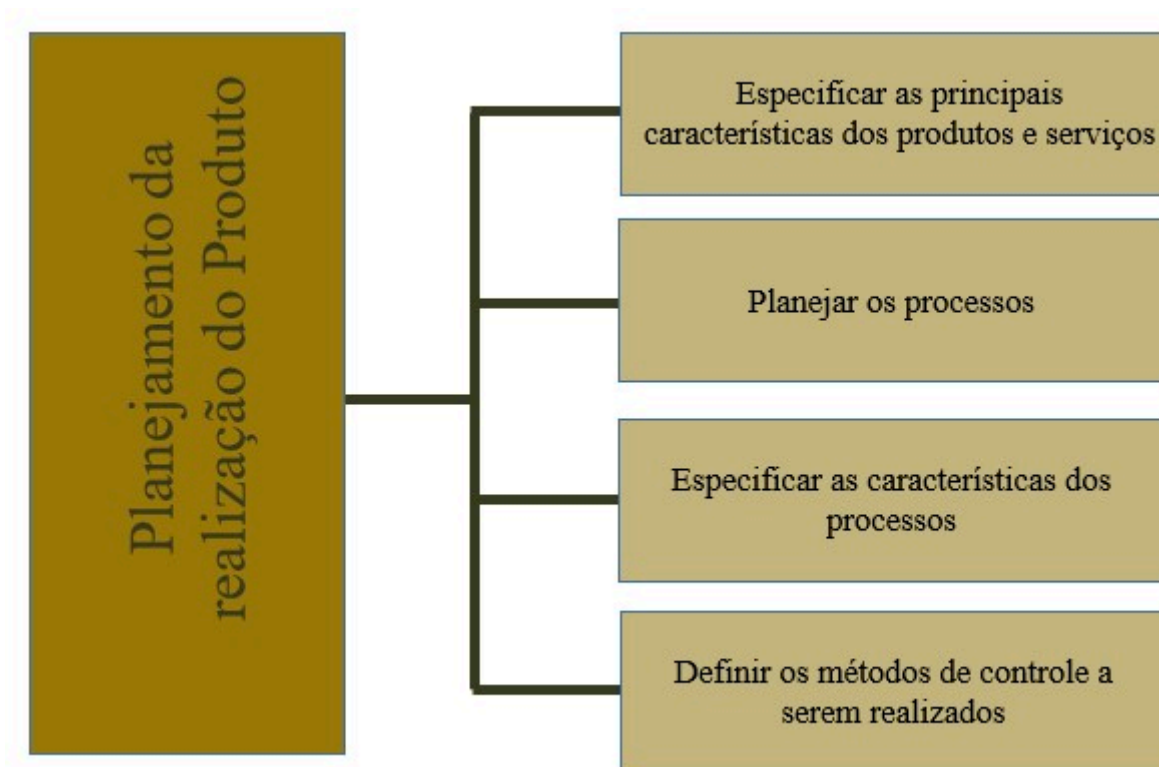 Planejamento da
realização do Produto
Especificar as principais
características dos produtos e serviços
Planejar os processos
Especificar as características dos
processos
Definir os métodos de controle a
serem realizados